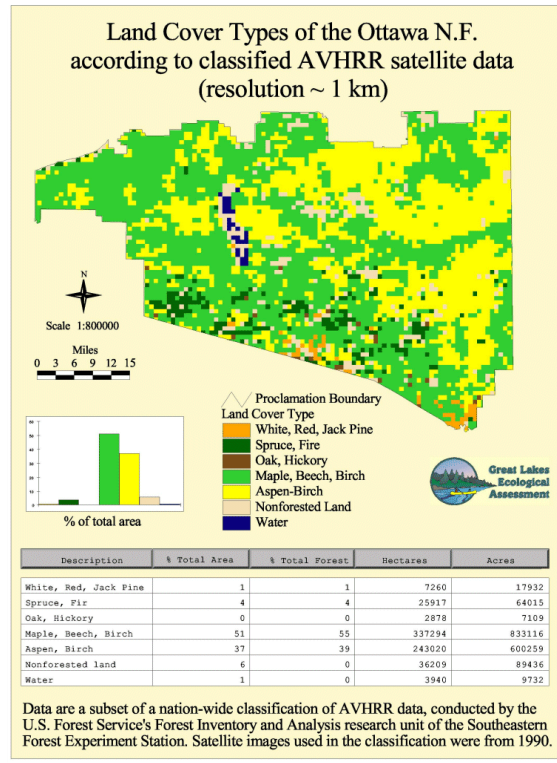 Land Cover Types of the Ottawa N.F.
according to classified AVHRR satellite data
(resolution ~ 1 km)
N
Scale 1:800000
Miles
0 3 6 9 12 15
Proclamation Boundary
Land Cover Type
White, Red, Jack Pine
Spruce, Fire
Oak, Hickory
Maple, Beech, Birch
Aspen-Birch
Nonforested Land
Water
60
50
40
30
20
10
0
% of total area
Great Lakes
Ecological
Assessment
Description % Total Area % Total Forest Hectares Acres
White, Red, Jack Pine 1 1 7260 17932
Spruce, Fir 4 4 25917 64015
Oak, Hickory 0 0 2878 7109
Maple, Beech, Birch 51 55 337294 833116
Aspen, Birch 37 39 243020 600259
Nonforested land 6 0 36209 89436
Water 1 0 3940 9732
Data are a subset of a nation-wide classification of AVHRR data, conducted by the
U.S. Forest Service's Forest Inventory and Analysis research unit of the Southeastern
Forest Experiment Station. Satellite images used in the classification were from 1990.